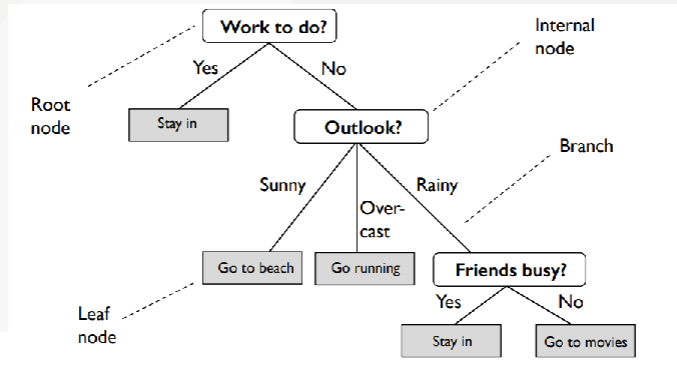 Work to do?
Internal
node
Yes
No
Root
node
Stay in
Outlook?
Branch
Sunny
Rainy
Over-
cast
Go to beach
Go running
Friends busy?
Yes
No
Leaf
node
Stay in
Go to movies